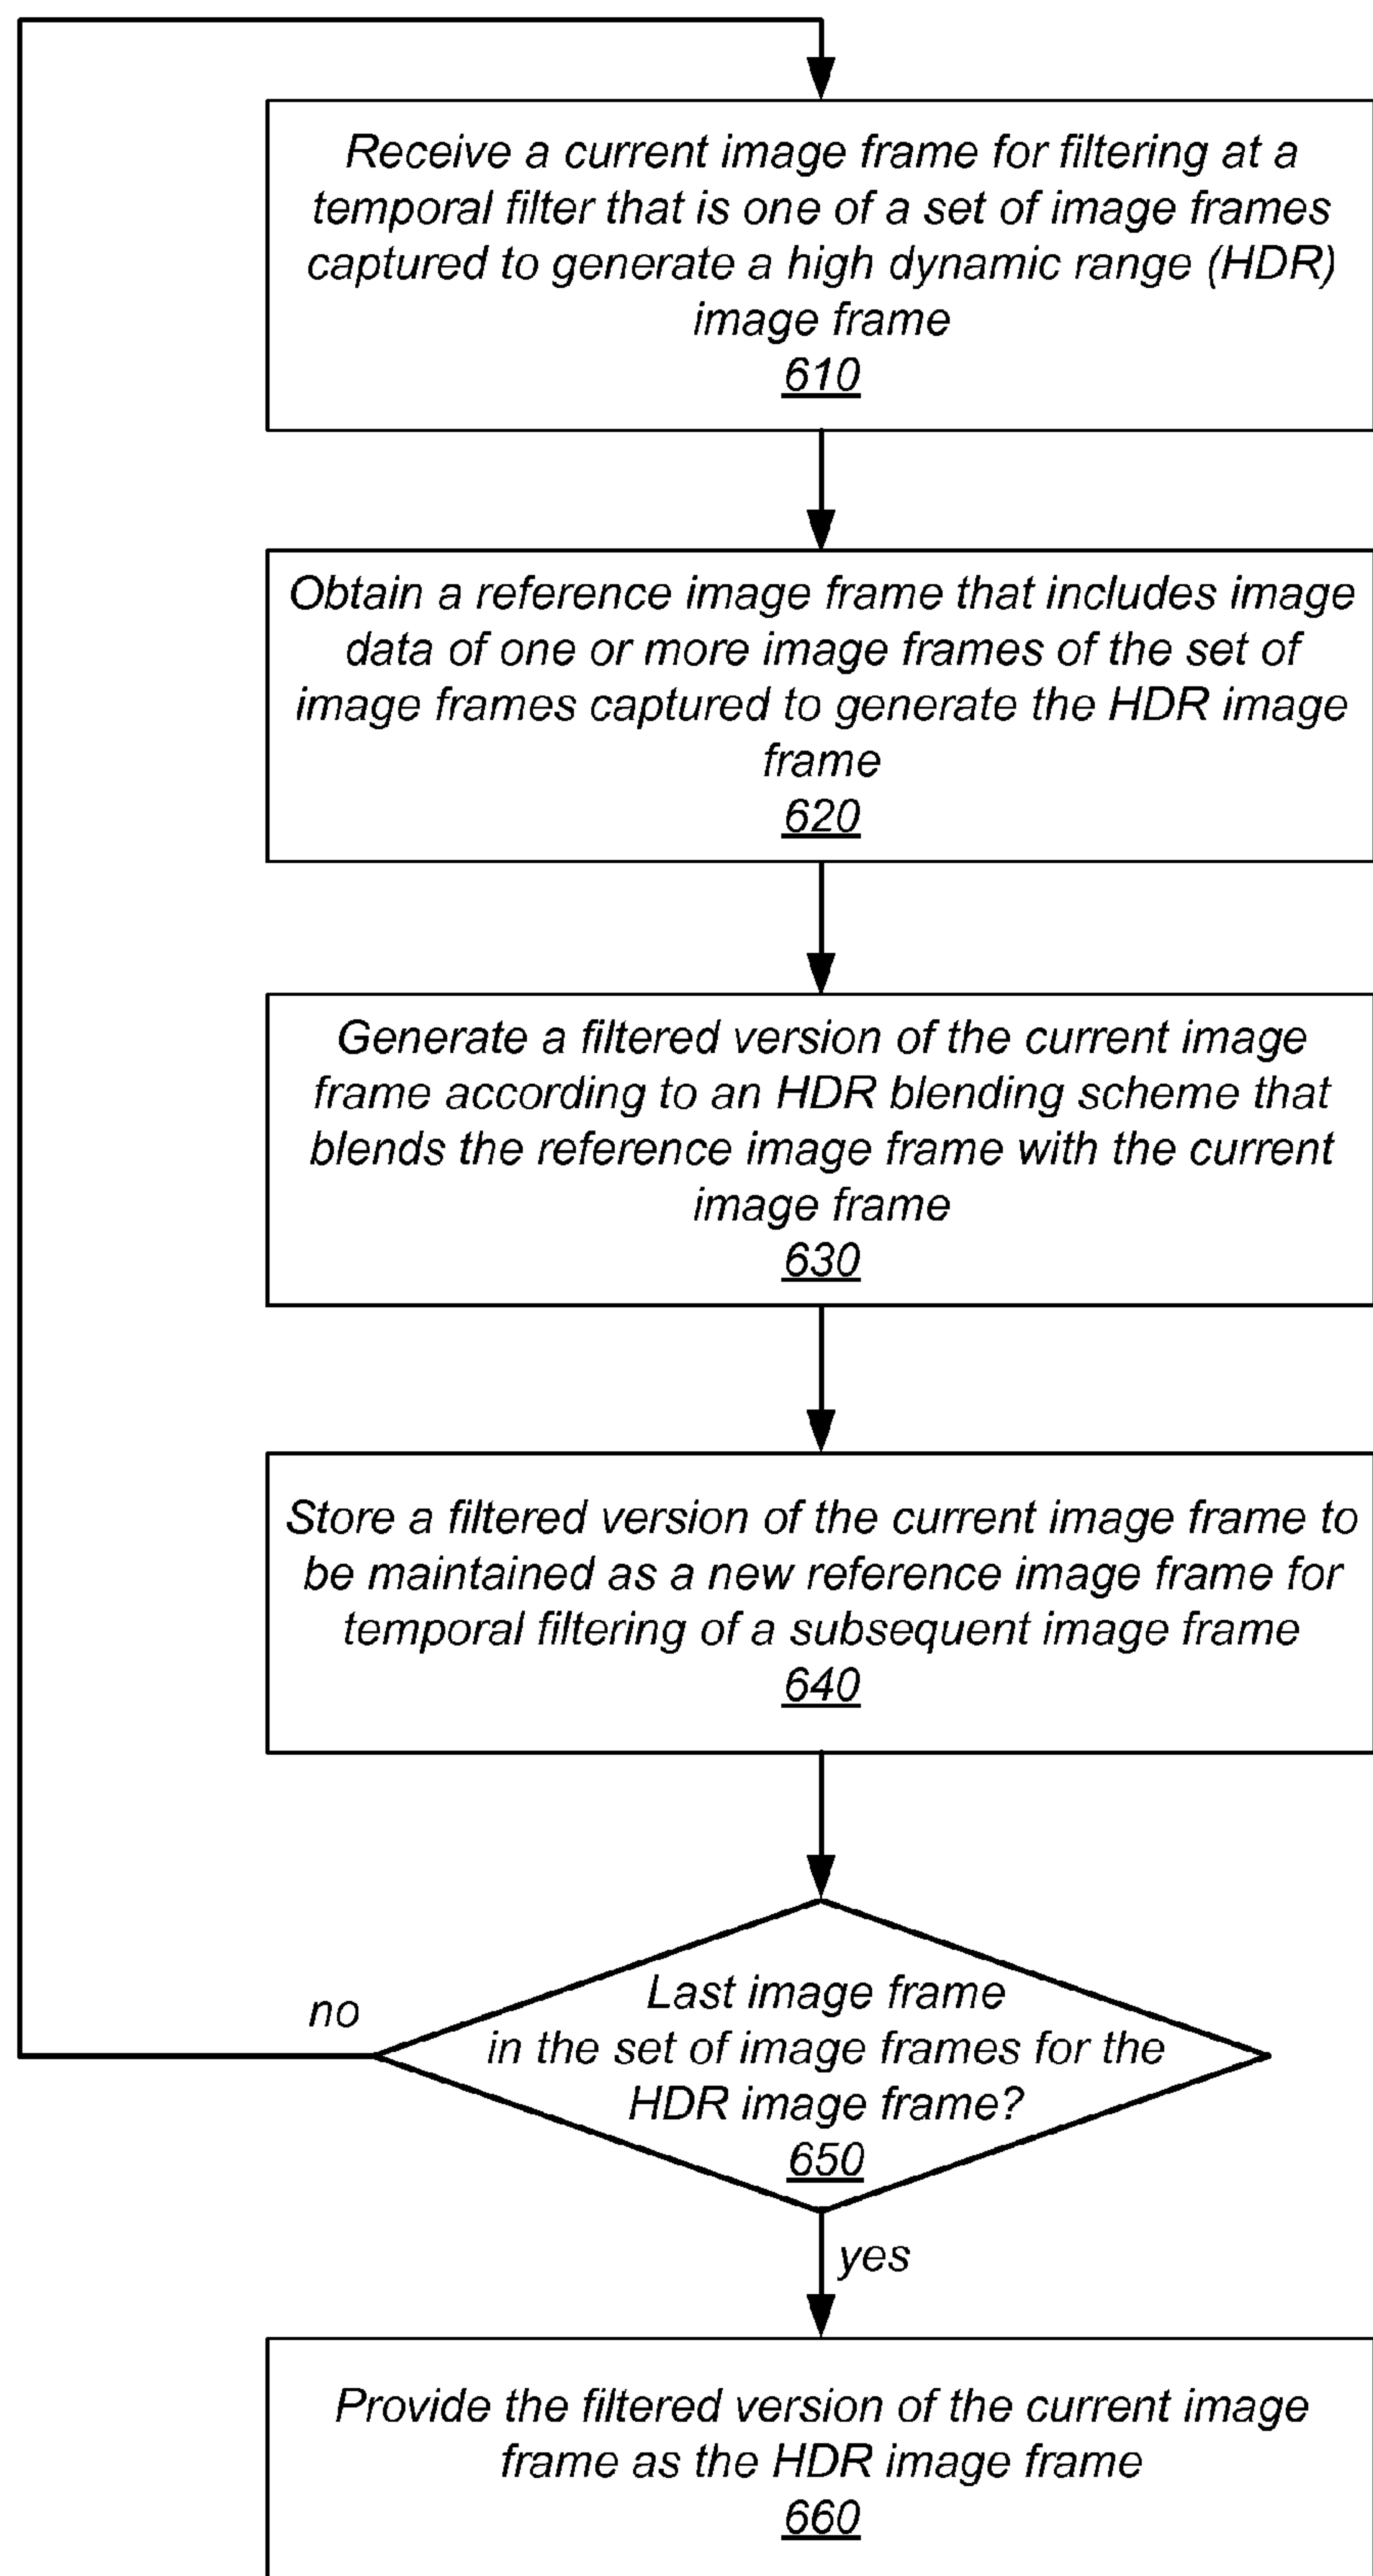 Receive a current image frame for filtering at a
temporal filter that is one of a set of image frames
captured to generate a high dynamic range (HDR)
image frame
610
Obtain a reference image frame that includes image
data of one or more image frames of the set of
image frames captured to generate the HDR image
frame
620
Generate a filtered version of the current image
frame according to an HDR blending scheme that
blends the reference image frame with the current
image frame
630
Store a filtered version of the current image frame to
be maintained as a new reference image frame for
temporal filtering of a subsequent image frame
640
Last image frame
no
in the set of image frames for the
HDR image frame?
650
yes
Provide the filtered version of the current image
frame as the HDR image frame
660